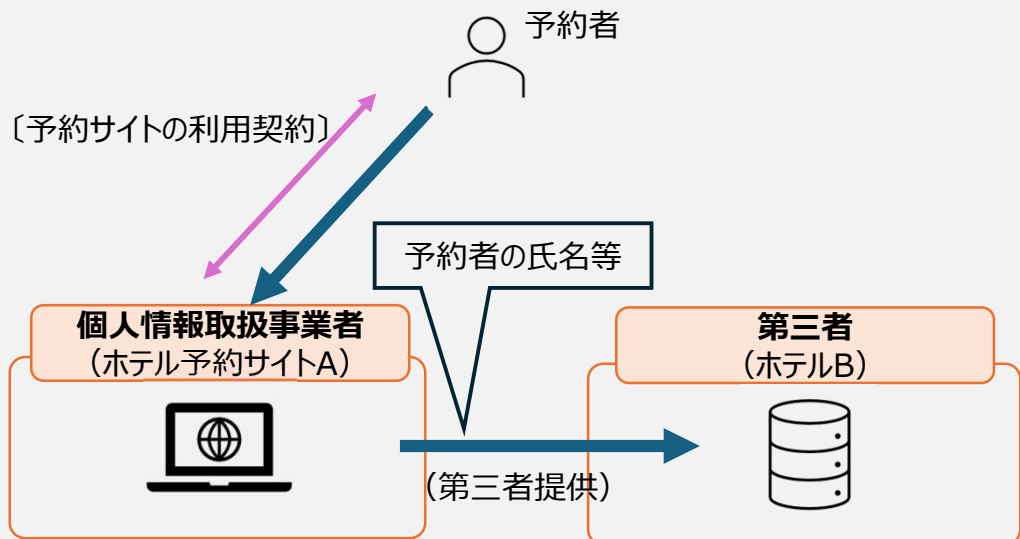 予約者
〔予約サイトの利用契約〕
予約者の氏名等
個人情報取扱事業者
（ホテル予約サイトA）
第三者
（ホテルB）
（第三者提供）